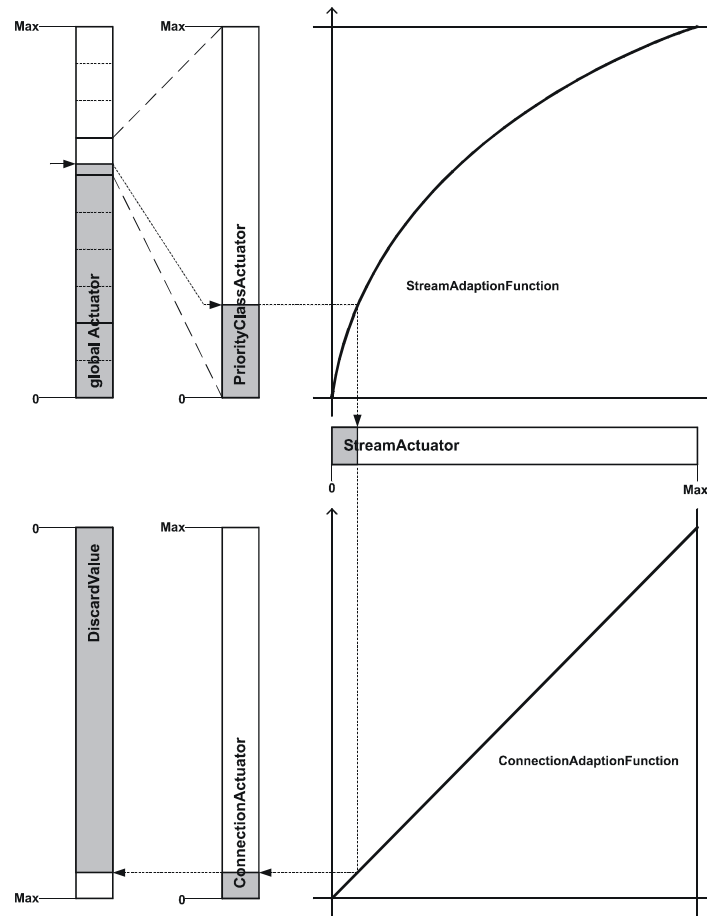 Max
Max
global Actuator
PriorityClassActuator
StreamAdaptionFunction
0
0
StreamActuator
0
Max
0
Max
DiscardValue
ConnectionActuator
ConnectionAdaptionFunction
Max
0